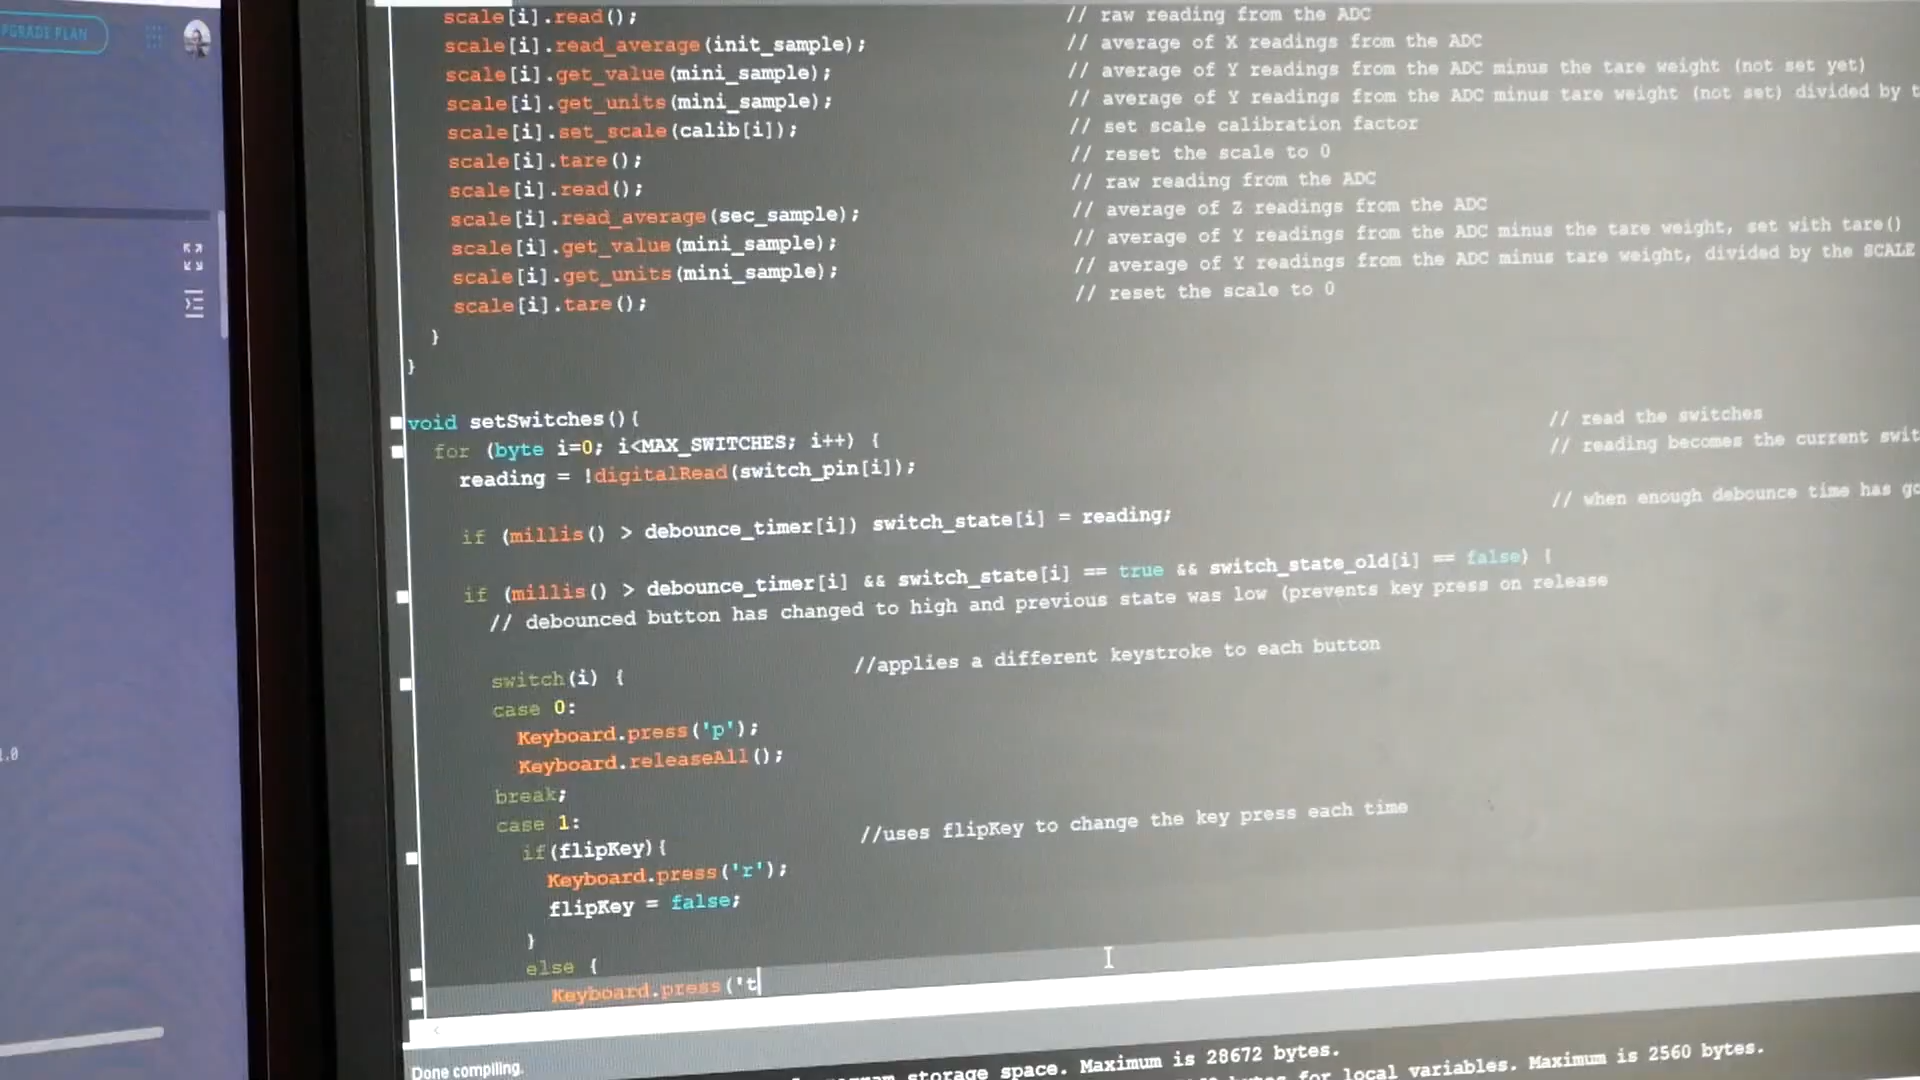 PGRADE PLAN
scale[i].read(); // raw reading from the ADC
scale[i].read_average(init_sample); // average of X readings from the ADC
scale[i].get_value(mini_sample); // average of Y readings from the ADC minus the tare weight (not set yet)
scale[i].get_units(mini_sample); // average of Y readings from the ADC minus tare weight (not set) divided by t
scale[i].set_scale(calib[i]); // set scale calibration factor
scale[i].tare(); // reset the scale to 0
scale[i].read(); // raw reading from the ADC
scale[i].read_average(sec_sample); // average of Z readings from the ADC
scale[i].get_value(mini_sample); // average of Y readings from the ADC minus the tare weight, set with tare()
scale[i].get_units(mini_sample); // average of Y readings from the ADC minus tare weight, divided by the SCALE
scale[i].tare(); // reset the scale to 0
}
}
void setSwitches(){ // read the switches
for (byte i=0; i<MAX_SWITCHES; i++) { // reading becomes the current swit
reading = !digitalRead(switch_pin[i]);
if (millis() > debounce_timer[i]) switch_state[i] = reading; // when enough debounce time has go
if (millis() > debounce_timer[i] && switch_state[i] == true && switch_state_old[i] == false) {
// debounced button has changed to high and previous state was low (prevents key press on release
switch(i) { //applies a different keystroke to each button
case 0:
Keyboard.press('p');
Keyboard.releaseAll();
break;
case 1:
if(flipKey){ //uses flipKey to change the key press each time
Keyboard.press('r');
flipKey = false;
}
else {
Keyboard.press('t
Done compiling.
storage space. Maximum is 28672 bytes.
for local variables. Maximum is 2560 bytes.